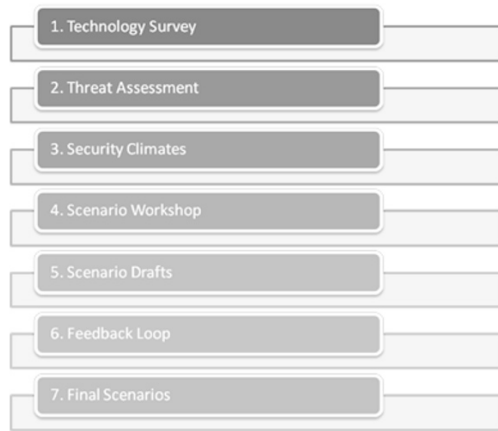 1. Technology Survey
2. Threat Assessment
3. Security Climates
4. Scenario Workshop
5. Scenario Drafts
6. Feedback Loop
7. Final Scenarios